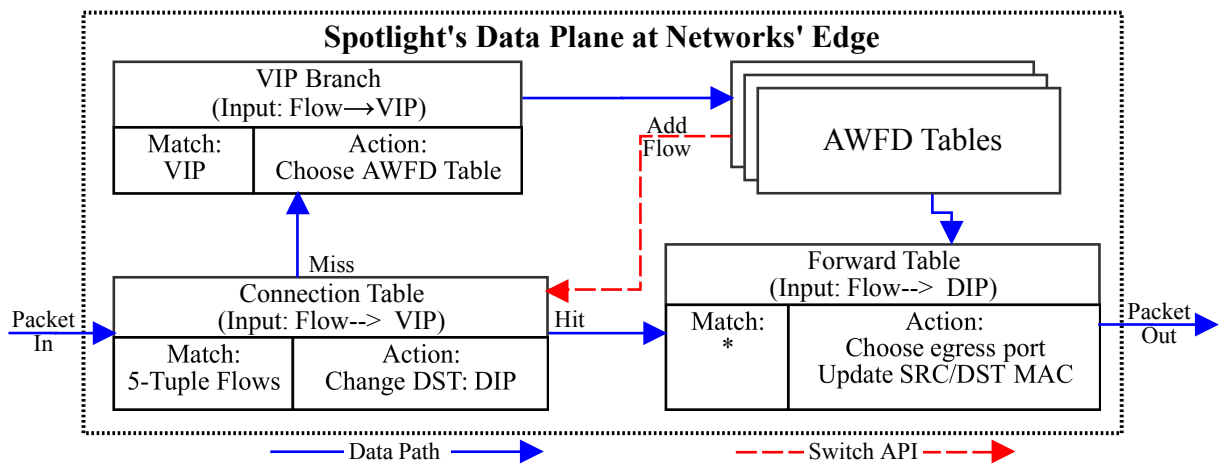 Spotlight's Data Plane at Networks' Edge
VIP Branch
(Input: Flow→VIP)
Match:
VIP
Action:
Choose AWFD Table
Add
Flow
AWFD Tables
Miss
Packet
In
Connection Table
(Input: Flow--> VIP)
Match:
5-Tuple Flows
Action:
Change DST: DIP
Hit
Forward Table
(Input: Flow--> DIP)
Match:
*
Action:
Choose egress port
Update SRC/DST MAC
Packet
Out
Data Path
Switch API